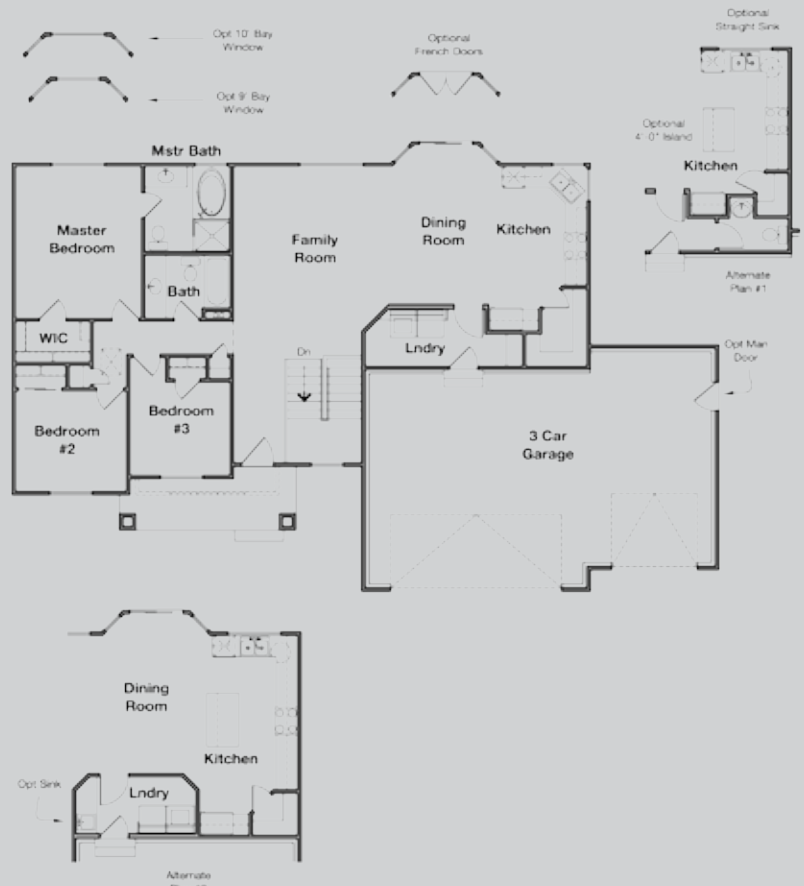 Opt 10' Bay
Window
Opt 9' Bay
Window
Optional
French Doors
Optional
Straight Sink
Optional
4'-0" Island
Kitchen
Alternate
Plan #1
Mstr Bath
Master
Bedroom
Family
Room
Dining
Room
Kitchen
Bath
WIC
Dn
Lndry
Opt Man
Door
Bedroom
#2
Bedroom
#3
3 Car
Garage
Dining
Room
Kitchen
Opt Sink
Lndry
Alternate